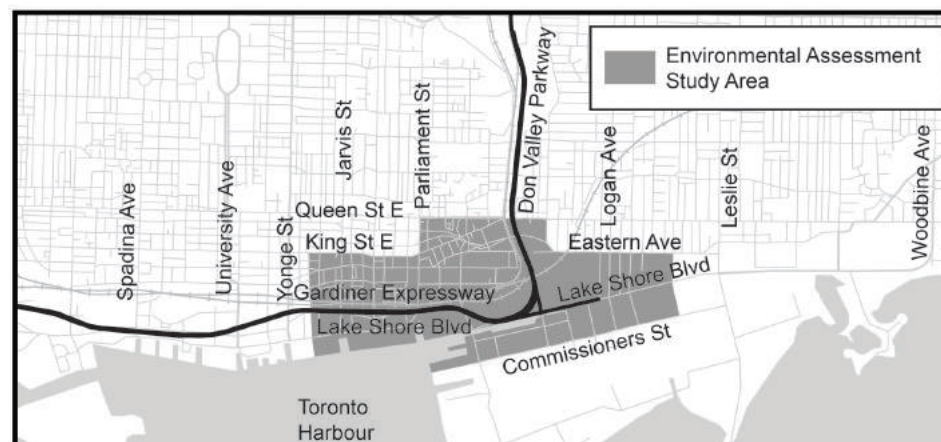 Environmental Assessment
Study Area
Spadina Ave
University Ave
Yonge St
Jarvis St
Parliament St
Don Valley Parkway
Logan Ave
Leslie St
Woodbine Ave
Queen St E
King St E
Eastern Ave
Gardiner Expressway
Lake Shore Blvd
Lake Shore Blvd
Commissioners St
Toronto
Harbour